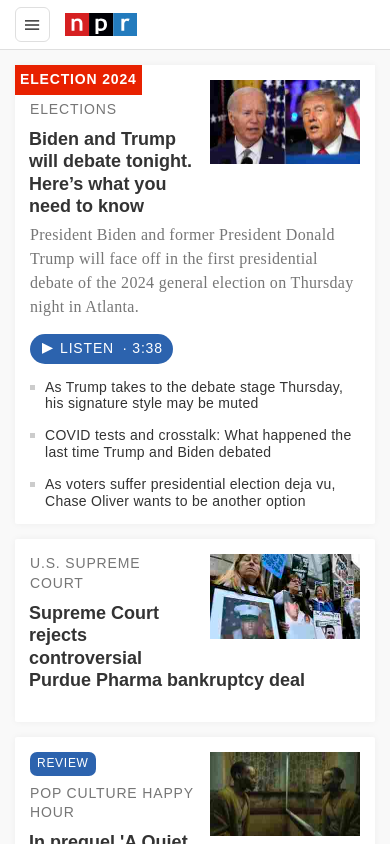 npr
ELECTION 2024
ELECTIONS
Biden and Trump
will debate tonight.
Here’s what you
need to know
President Biden and former President Donald
Trump will face off in the first presidential
debate of the 2024 general election on Thursday
night in Atlanta.
LISTEN · 3:38
As Trump takes to the debate stage Thursday,
his signature style may be muted
COVID tests and crosstalk: What happened the
last time Trump and Biden debated
As voters suffer presidential election deja vu,
Chase Oliver wants to be another option
U.S. SUPREME
COURT
Supreme Court
rejects
controversial
Purdue Pharma bankruptcy deal
REVIEW
POP CULTURE HAPPY
HOUR
In prequel 'A Quiet